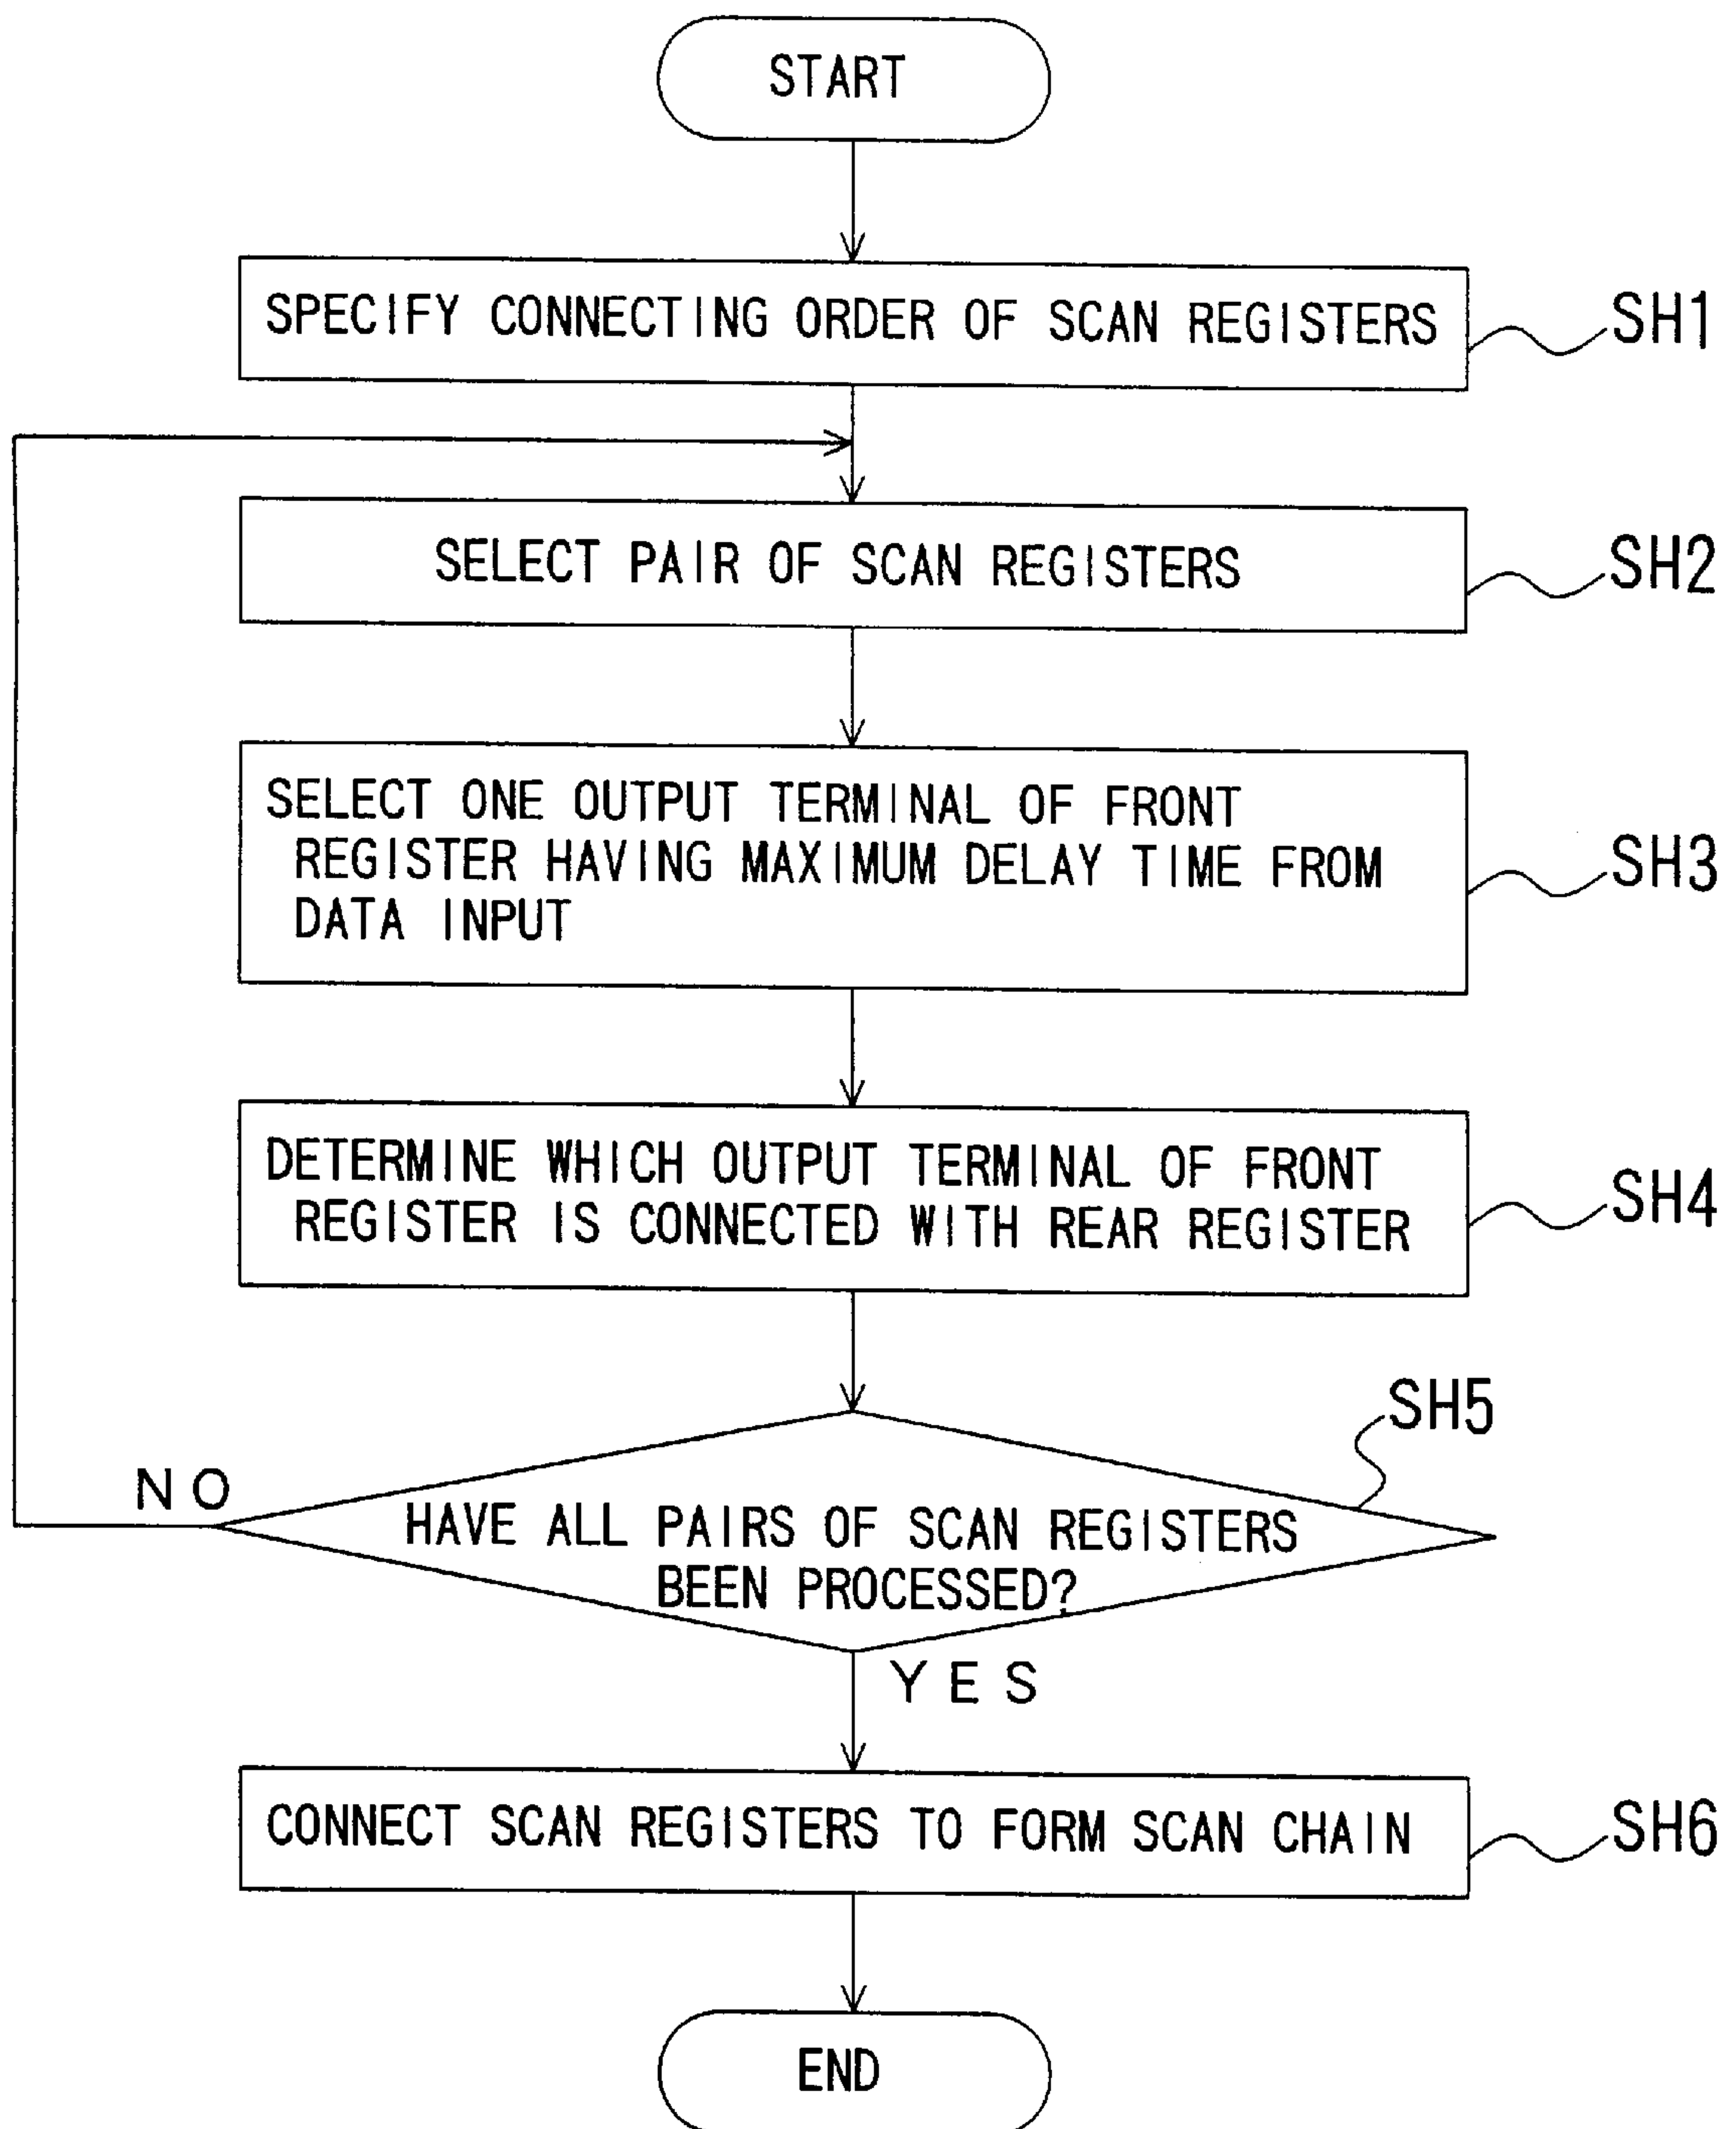 START
SPECIFY CONNECTING ORDER OF SCAN REGISTERS
SH1
SELECT PAIR OF SCAN REGISTERS
SH2
SELECT ONE OUTPUT TERMINAL OF FRONT
REGISTER HAVING MAXIMUM DELAY TIME FROM
DATA INPUT
SH3
DETERMINE WHICH OUTPUT TERMINAL OF FRONT
REGISTER IS CONNECTED WITH REAR REGISTER
SH4
SH5
NO
HAVE ALL PAIRS OF SCAN REGISTERS
BEEN PROCESSED?
YES
CONNECT SCAN REGISTERS TO FORM SCAN CHAIN
SH6
END